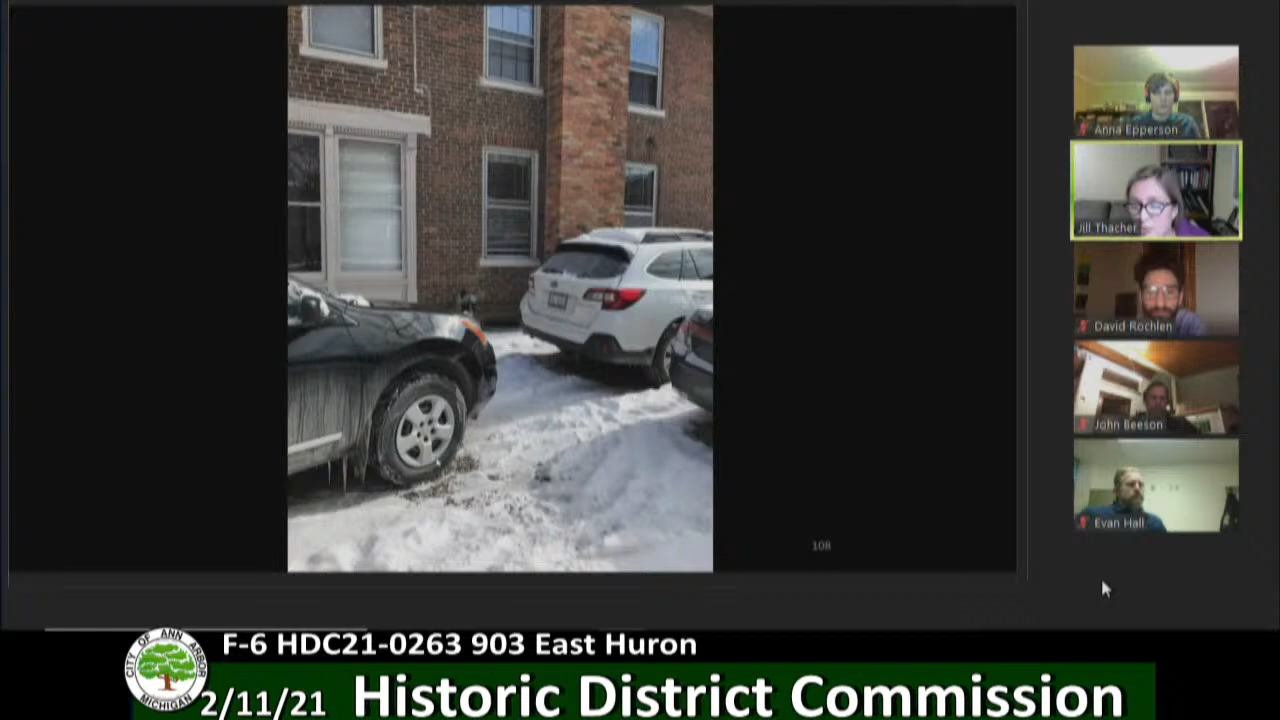 Anna Epperson
Jill Thacher
David Rochlen
John Beeson
Evan Hall
108
F-6 HDC21-0263 903 East Huron
CITY OF ANN ARBOR
MICHIGAN
2/11/21 Historic District Commission